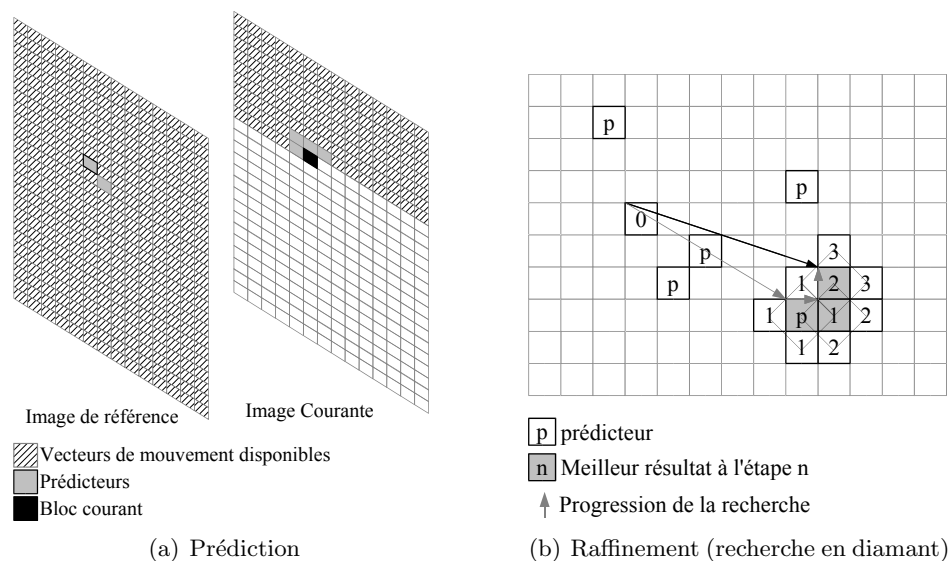 Image de référence
Image Courante
Vecteurs de mouvement disponibles
Prédicteurs
Bloc courant
(a) Prédiction
p
p
0
p
3
p
1 2 3
1 p 1 2
1 2
p prédicteur
n Meilleur résultat à l'étape n
Progression de la recherche
(b) Raffinement (recherche en diamant)